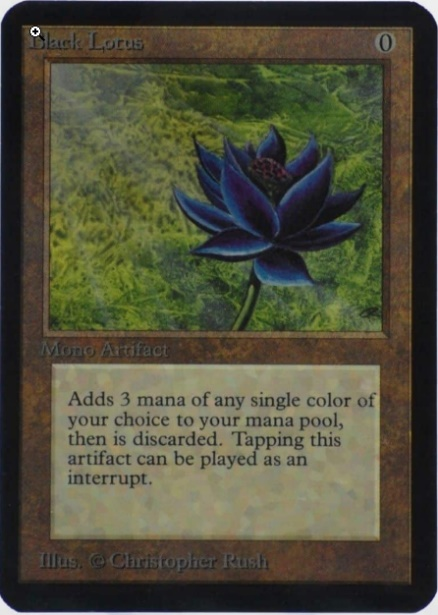 Black Lotus 0
Mono Artifact
Adds 3 mana of any single color of
your choice to your mana pool,
then is discarded. Tapping this
artifact can be played as an
interrupt.
Illus. © Christopher Rush